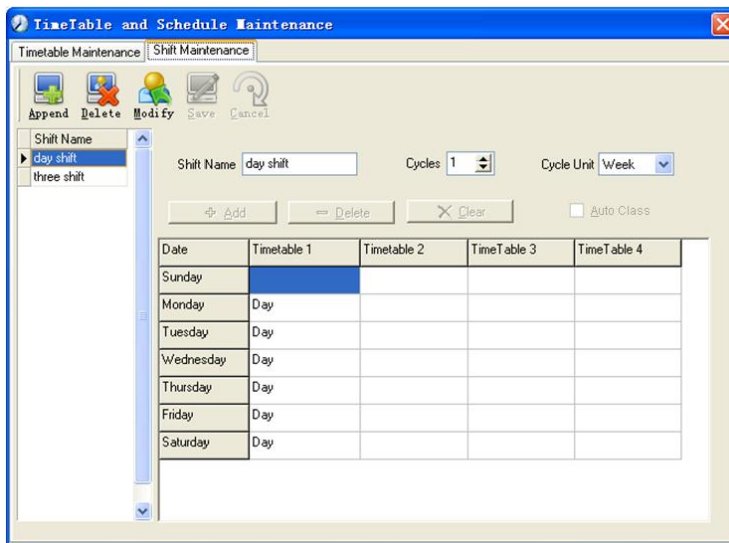 TimeTable and Schedule Maintenance
Timetable Maintenance Shift Maintenance
Append Delete Modify Save Cancel
Shift Name
day shift
three shift
Shift Name day shift Cycles 1 Cycle Unit Week
Add Delete Clear Auto Class
Date Timetable 1 Timetable 2 TimeTable 3 TimeTable 4
Sunday
Monday Day
Tuesday Day
Wednesday Day
Thursday Day
Friday Day
Saturday Day